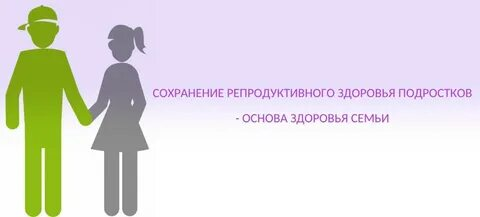 СОХРАНЕНИЕ РЕПРОДУКТИВНОГО ЗДОРОВЬЯ ПОДРОСТКОВ
- ОСНОВА ЗДОРОВЬЯ СЕМЬИ